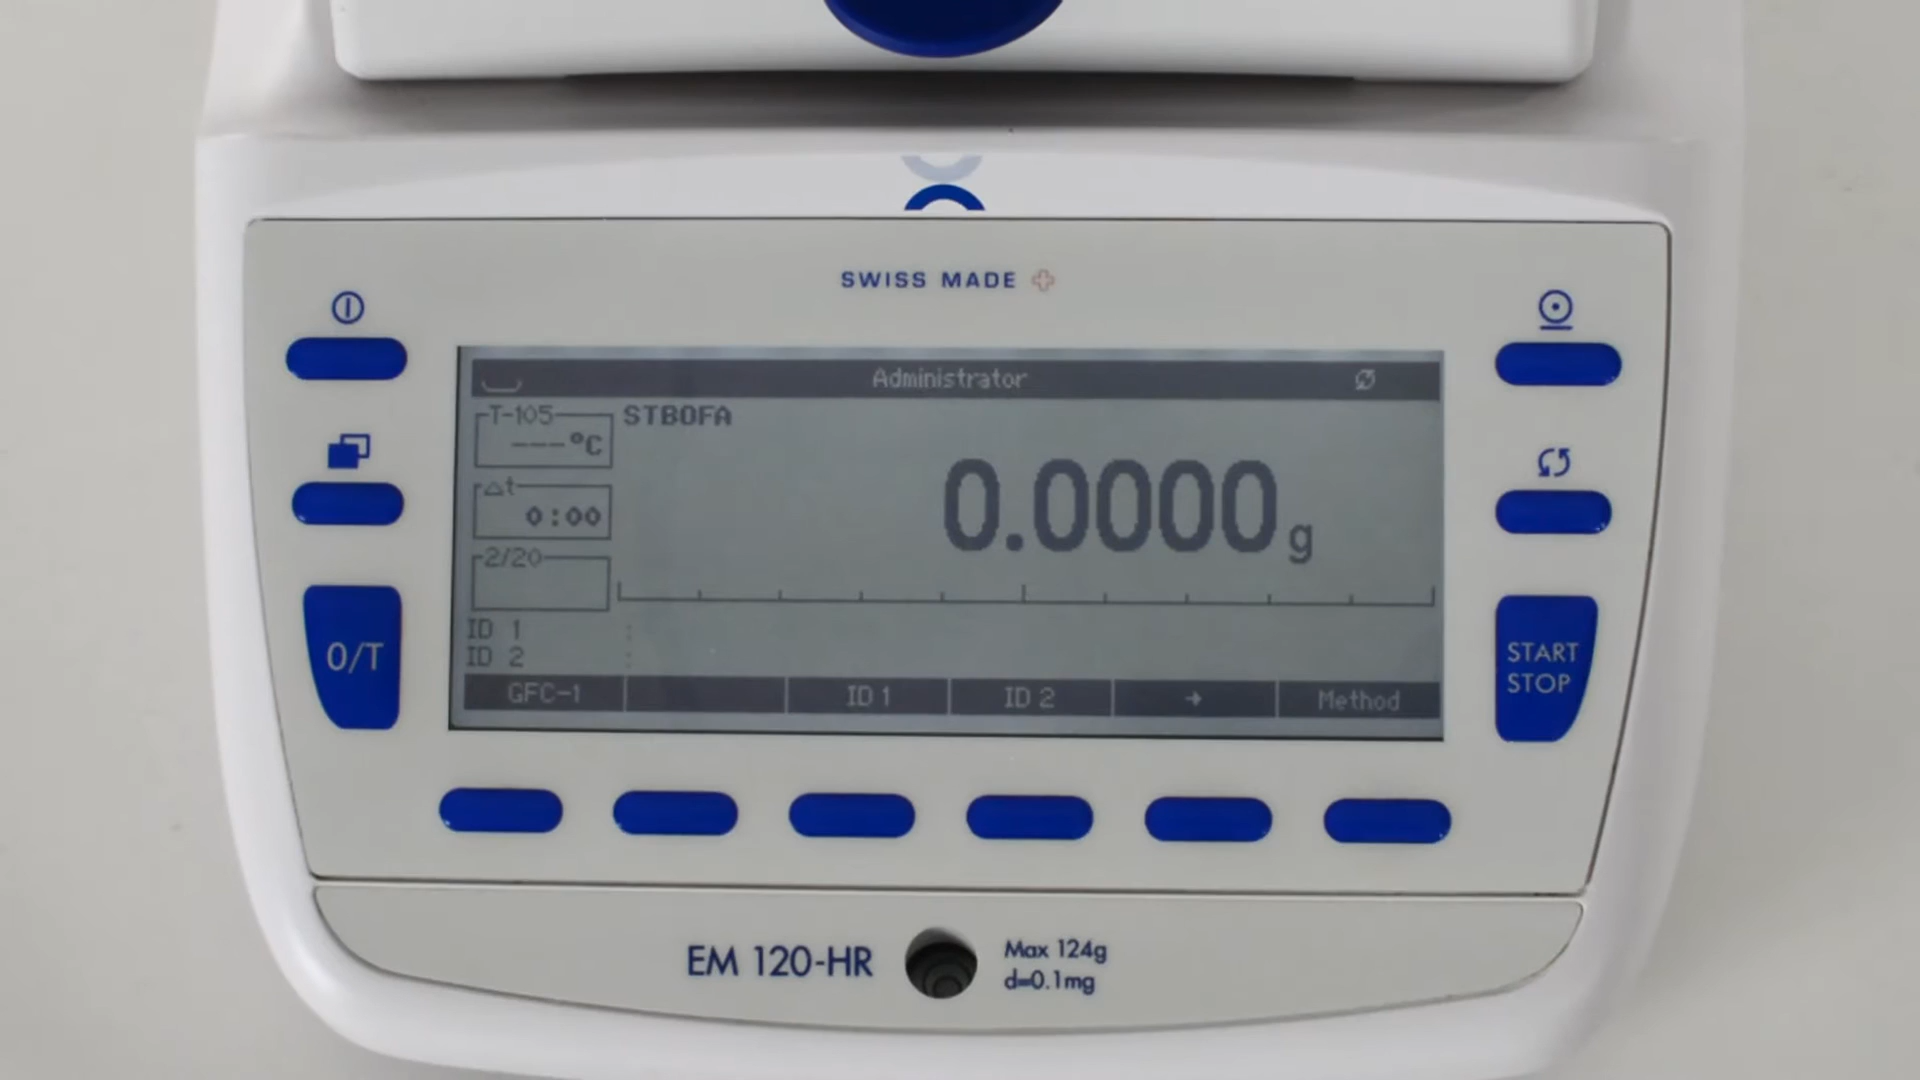 SWISS MADE
Administrator
T-105
STBOFA
---°C
0.0000 g
Δt
0:00
2/20
ID 1 :
ID 2 :
GFC-1 ID 1 ID 2 → Method
0/T
START
STOP
EM 120-HR
Max 124g
d=0.1mg